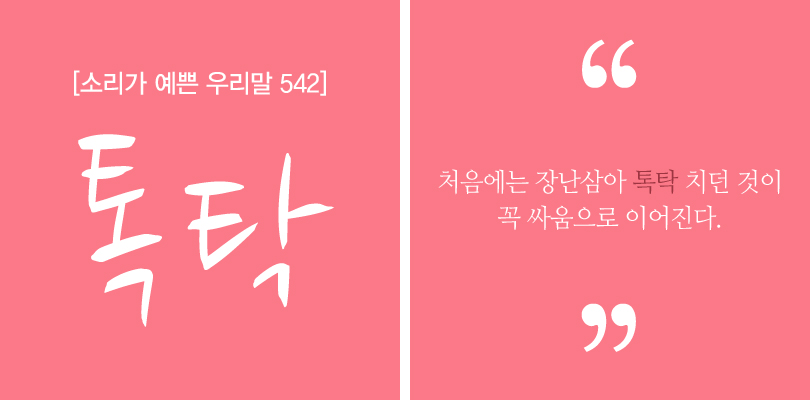 [소리가 예쁜 우리말 542]
톡탁
“
처음에는 장난삼아 톡탁 치던 것이
꼭 싸움으로 이어진다.
”